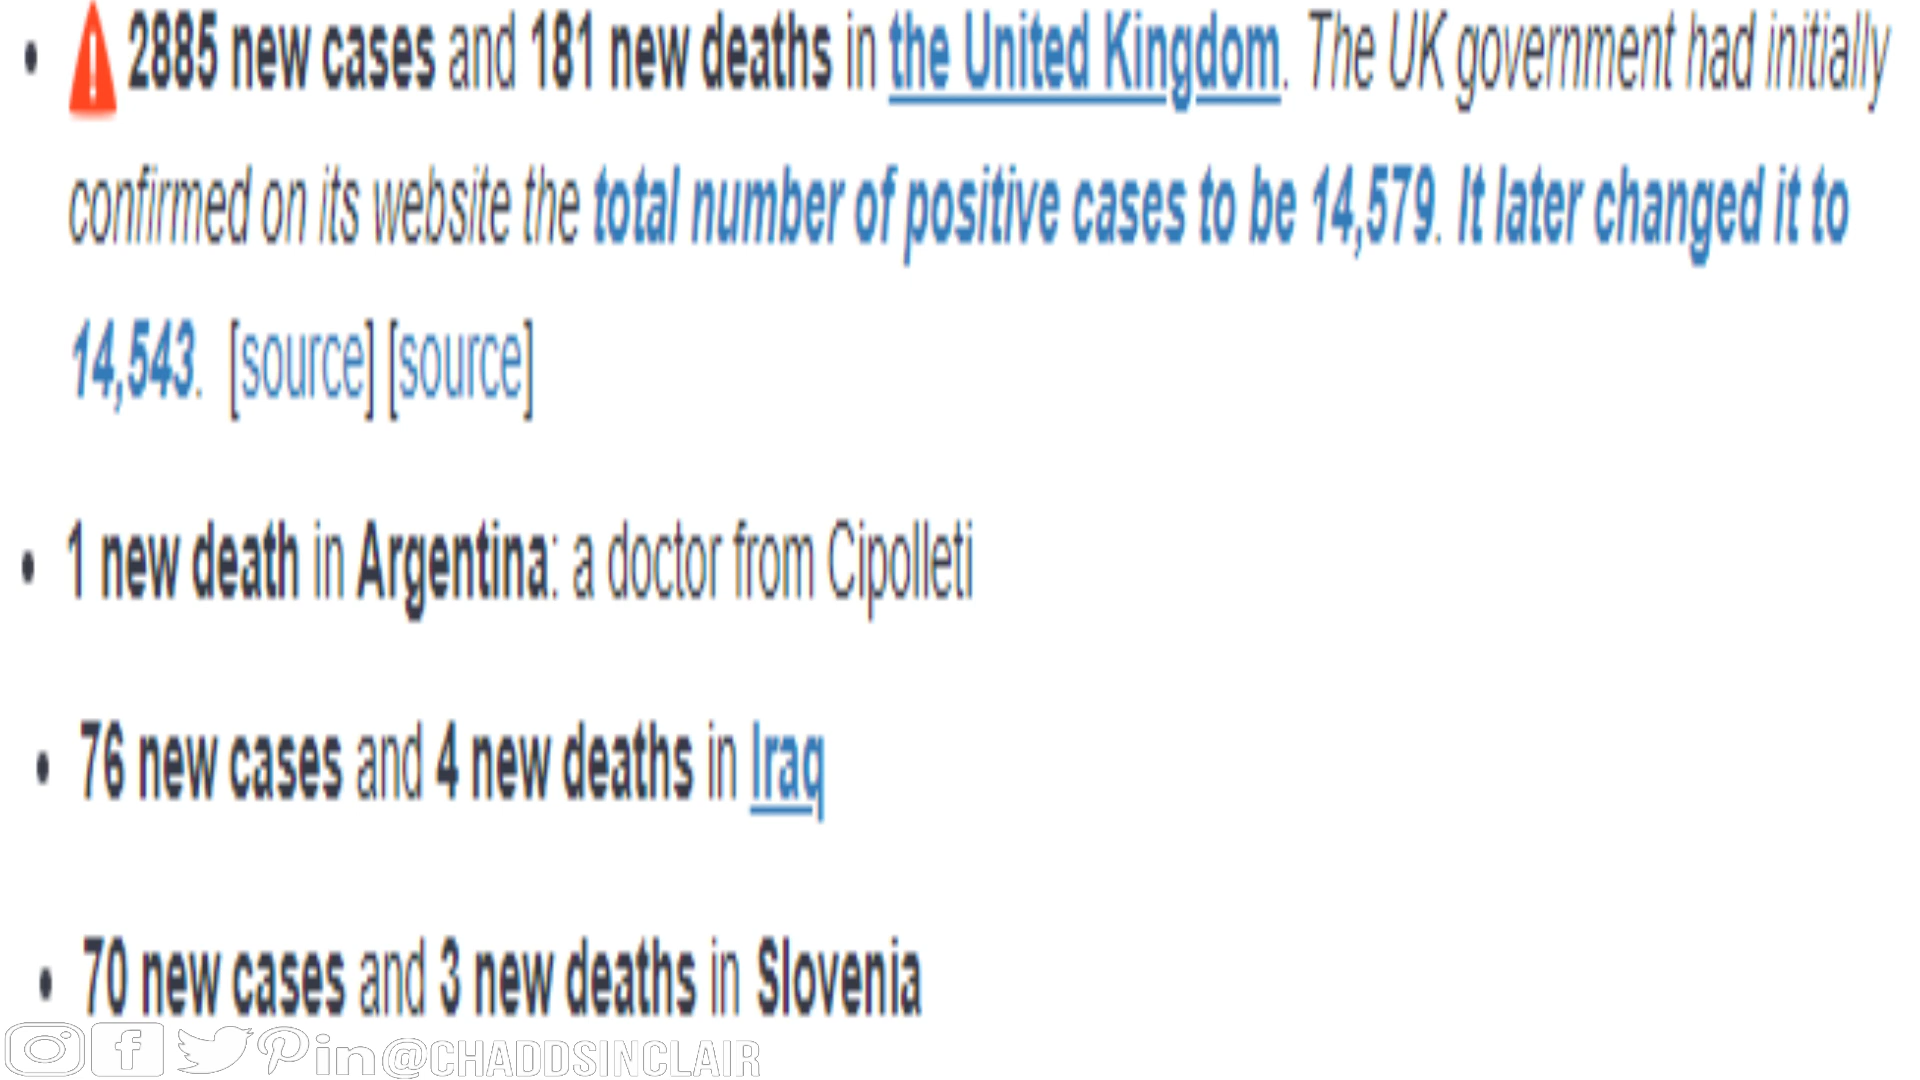 • 2885 new cases and 181 new deaths in the United Kingdom. The UK government had initially
confirmed on its website the total number of positive cases to be 14,579. It later changed it to
14,543. [source] [source]
• 1 new death in Argentina: a doctor from Cipolleti
• 76 new cases and 4 new deaths in Iraq
• 70 new cases and 3 new deaths in Slovenia
@CHADDSINCLAIR